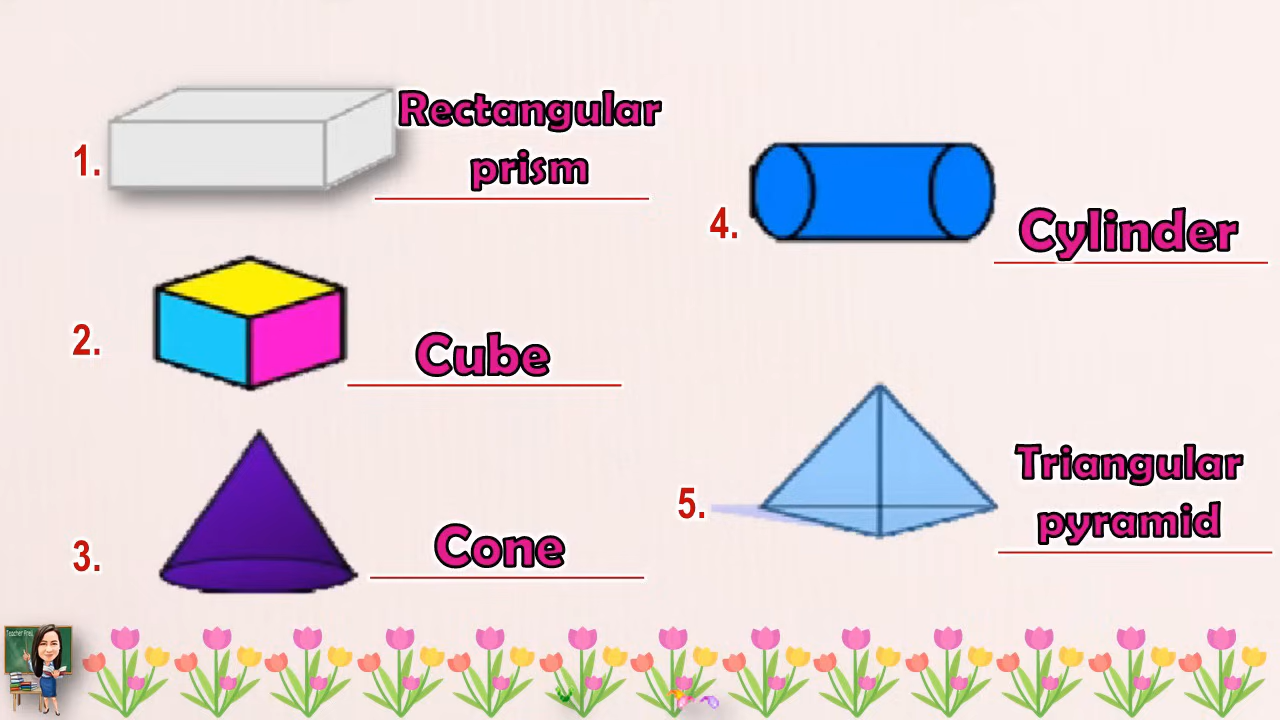 1.
Rectangular
prism
2.
Cube
3.
Cone
4.
Cylinder
5.
Triangular
pyramid